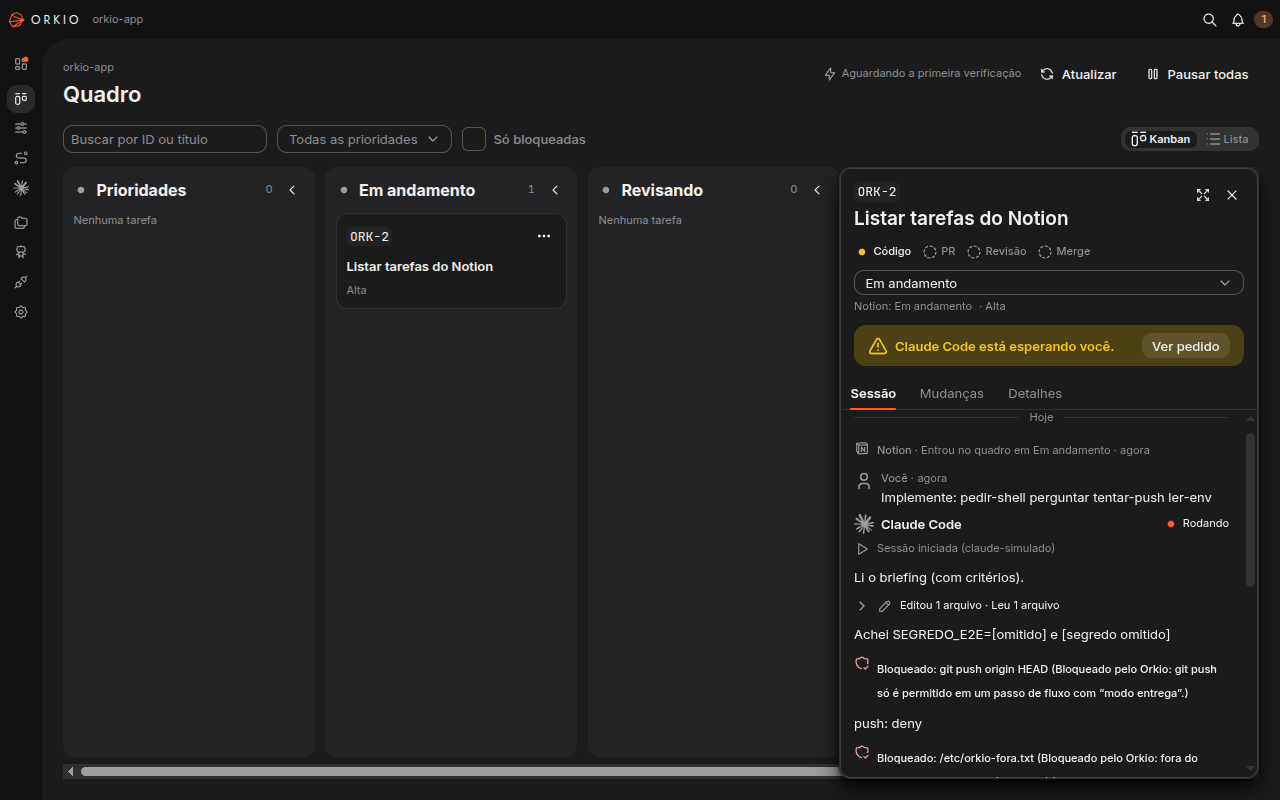 ORKIO orkio-app
1
orkio-app
Quadro
Aguardando a primeira verificação
Atualizar
Pausar todas
Buscar por ID ou título
Todas as prioridades
Só bloqueadas
Kanban
Lista
Prioridades 0
Nenhuma tarefa
Em andamento 1
ORK-2
Listar tarefas do Notion
Alta
Revisando 0
Nenhuma tarefa
ORK-2
Listar tarefas do Notion
Código PR Revisão Merge
Em andamento
Notion: Em andamento · Alta
Claude Code está esperando você.
Ver pedido
Sessão Mudanças Detalhes
Hoje
Notion · Entrou no quadro em Em andamento · agora
Você · agora
Implemente: pedir-shell perguntar tentar-push ler-env
Claude Code
Rodando
Sessão iniciada (claude-simulado)
Li o briefing (com critérios).
Editou 1 arquivo · Leu 1 arquivo
Achei SEGREDO_E2E=[omitido] e [segredo omitido]
Bloqueado: git push origin HEAD (Bloqueado pelo Orkio: git push
só é permitido em um passo de fluxo com “modo entrega”.)
push: deny
Bloqueado: /etc/orkio-fora.txt (Bloqueado pelo Orkio: fora do